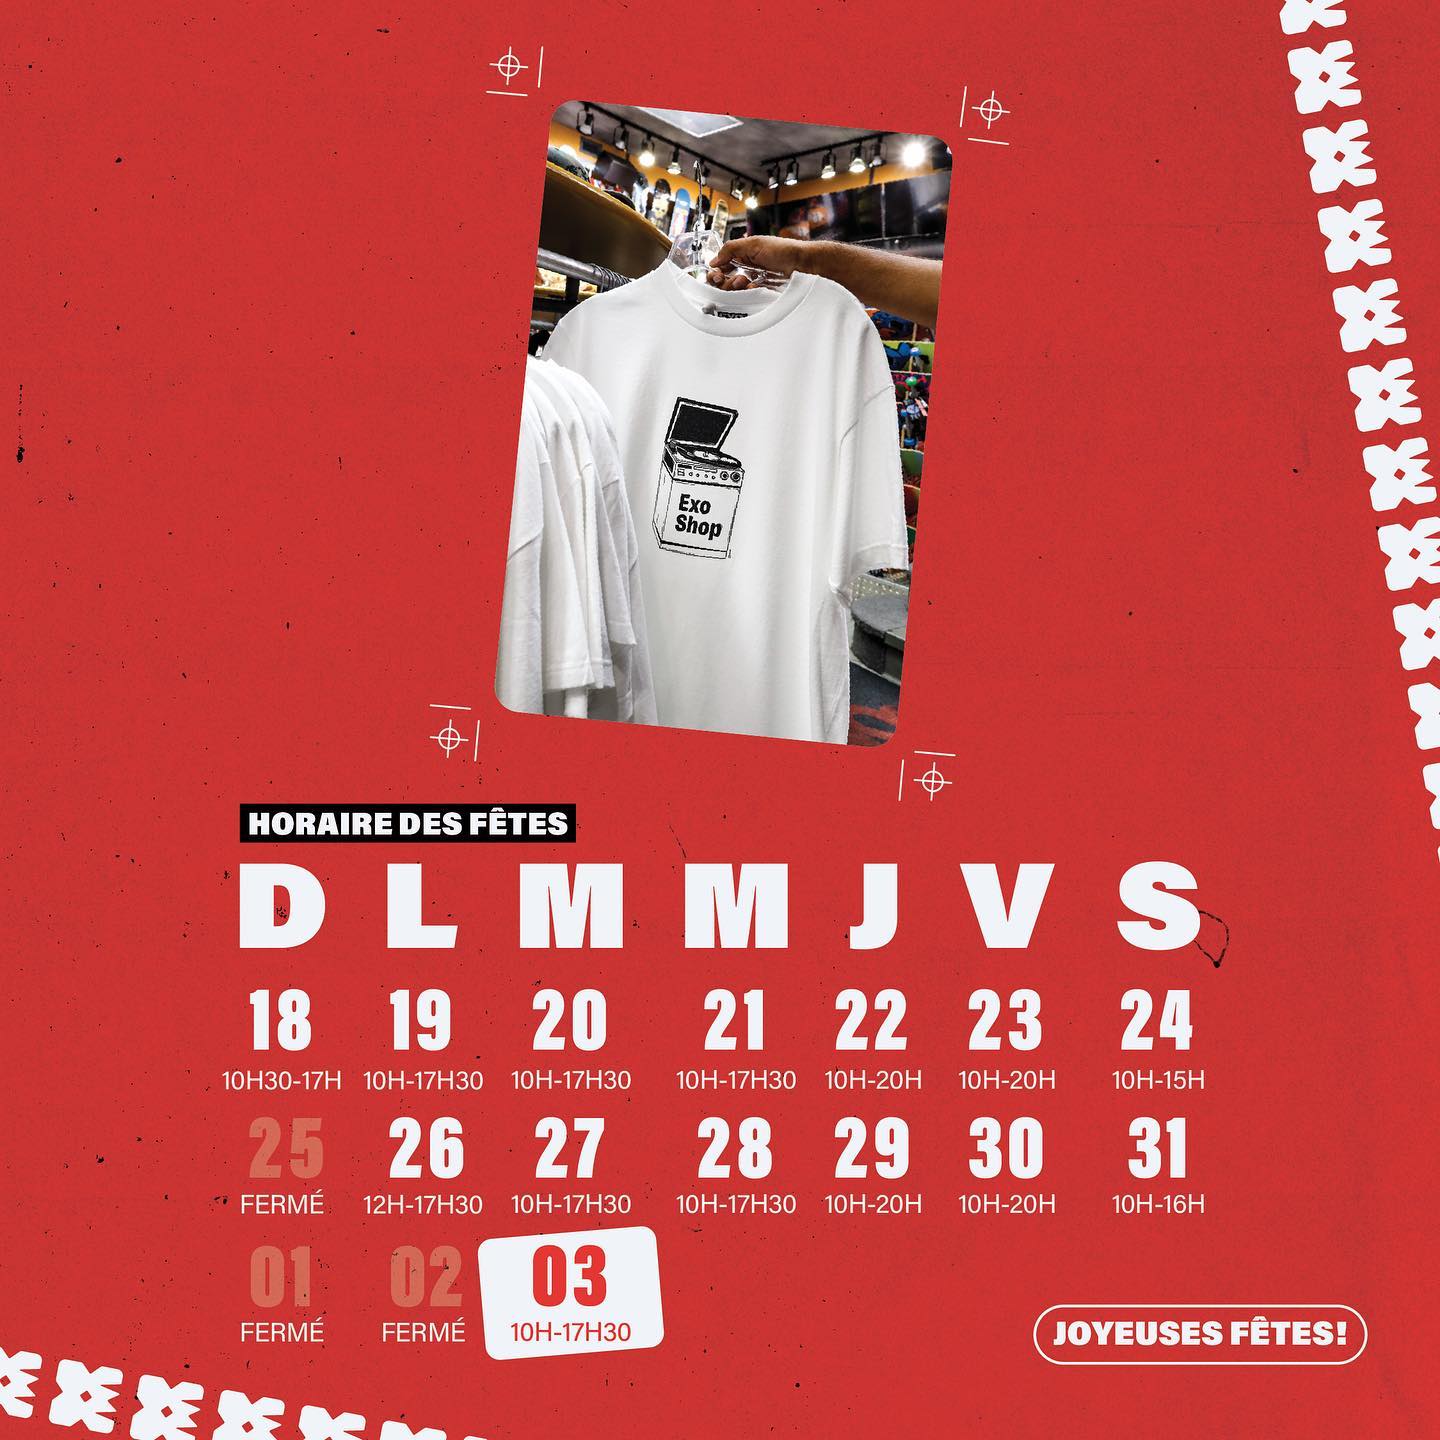 Exo
Shop
HORAIRE DES FÊTES
D L M M J V S
18 19 20 21 22 23 24
10H30-17H 10H-17H30 10H-17H30 10H-17H30 10H-20H 10H-20H 10H-15H
25 26 27 28 29 30 31
FERMÉ 12H-17H30 10H-17H30 10H-17H30 10H-20H 10H-20H 10H-16H
01 02 03
FERMÉ FERMÉ 10H-17H30
JOYEUSES FÊTES!